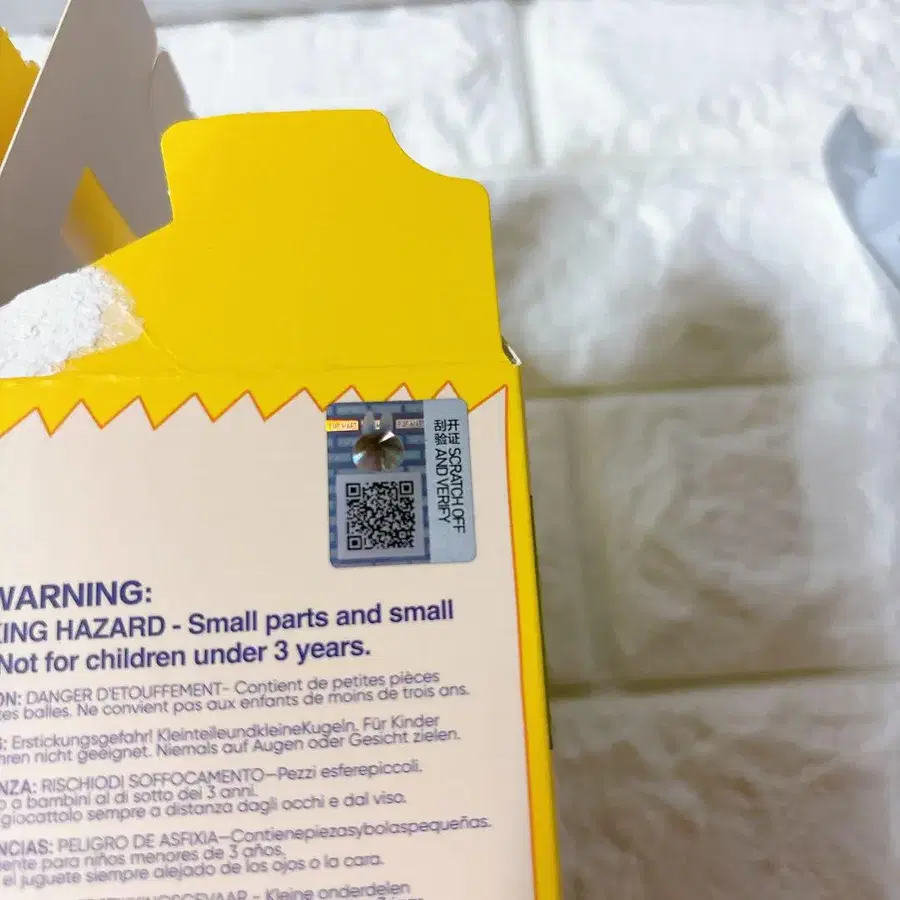 POP MART
开证 SCRATCH OFF
刮验 AND VERIFY
WARNING:
KING HAZARD - Small parts and small
Not for children under 3 years.
ON: DANGER D'ETOUFFEMENT- Contient de petites pièces
tes balles. Ne convient pas aux enfants de moins de trois ans.
: Erstickungsgefahr! KleinteileundkleineKugeln. Für Kinder
hren nicht geeignet. Niemals auf Augen oder Gesicht zielen.
NZA: RISCHIODI SOFFOCAMENTO—Pezzi esferepiccoli.
o a bambini al di sotto dei 3 anni.
giocattolo sempre a distanza dagli occhi e dal viso.
NCIAS: PELIGRO DE ASFIXIA—Contienepiezasybolaspequeñas.
iente para niños menores de 3 años.
el juguete siempre alejado de los ojos o la cara.
- Kleine onderdelen